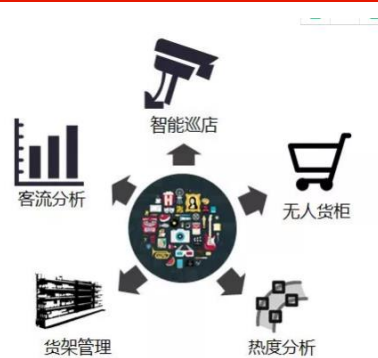 智能巡店
客流分析
无人货柜
货架管理
热度分析